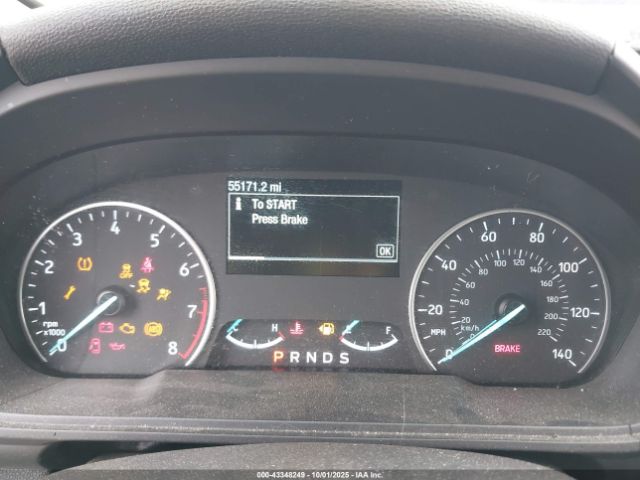 55171.2 mi
i To START
Press Brake
OK
0 1 2 3 4 5 6 7 8
rpm
x1000
ABS
H
E F
P R N D S
0 20 40 60 80 100 120 140
MPH
km/h
0 20 40 60 80 100 120 140 160 180 200 220
BRAKE
000-43348249 - 10/01/2025 - IAA Inc.